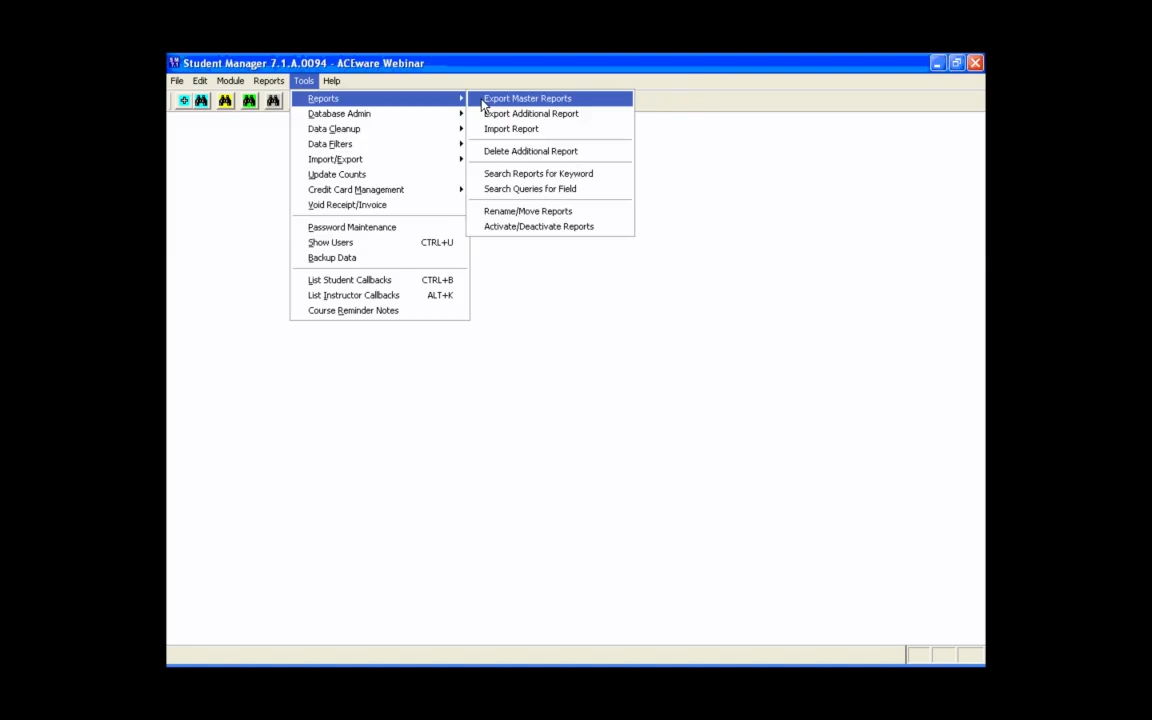 Student Manager 7.1.A.0094 - ACEware Webinar
File Edit Module Reports Tools Help
Reports
Database Admin
Data Cleanup
Data Filters
Import/Export
Update Counts
Credit Card Management
Void Receipt/Invoice
Password Maintenance
Show Users CTRL+U
Backup Data
List Student Callbacks CTRL+B
List Instructor Callbacks ALT+K
Course Reminder Notes
Export Master Reports
Export Additional Report
Import Report
Delete Additional Report
Search Reports for Keyword
Search Queries for Field
Rename/Move Reports
Activate/Deactivate Reports